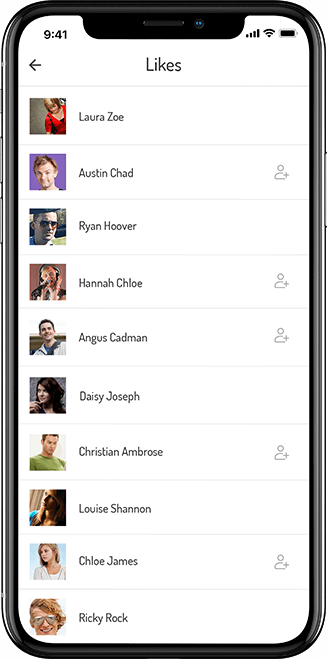 9:41
Likes
Laura Zoe
Austin Chad
Ryan Hoover
Hannah Chloe
Angus Cadman
Daisy Joseph
Christian Ambrose
Louise Shannon
Chloe James
Ricky Rock